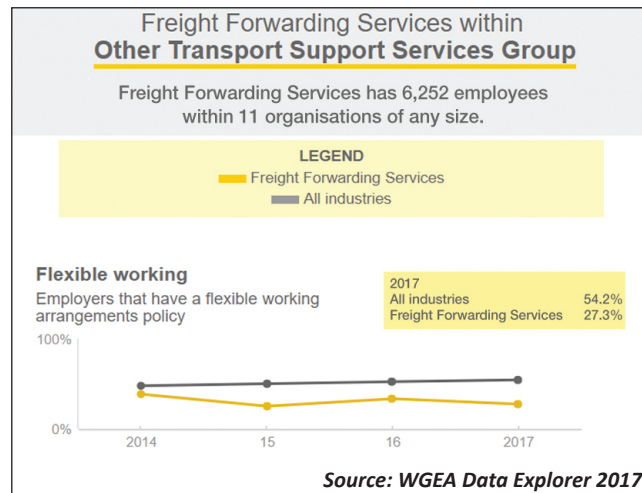 Freight Forwarding Services within
Other Transport Support Services Group
Freight Forwarding Services has 6,252 employees
within 11 organisations of any size.
LEGEND
Freight Forwarding Services
All industries
Flexible working
Employers that have a flexible working
arrangements policy
2017
All industries 54.2%
Freight Forwarding Services 27.3%
100%
0%
2014 15 16 2017
Source: WGEA Data Explorer 2017